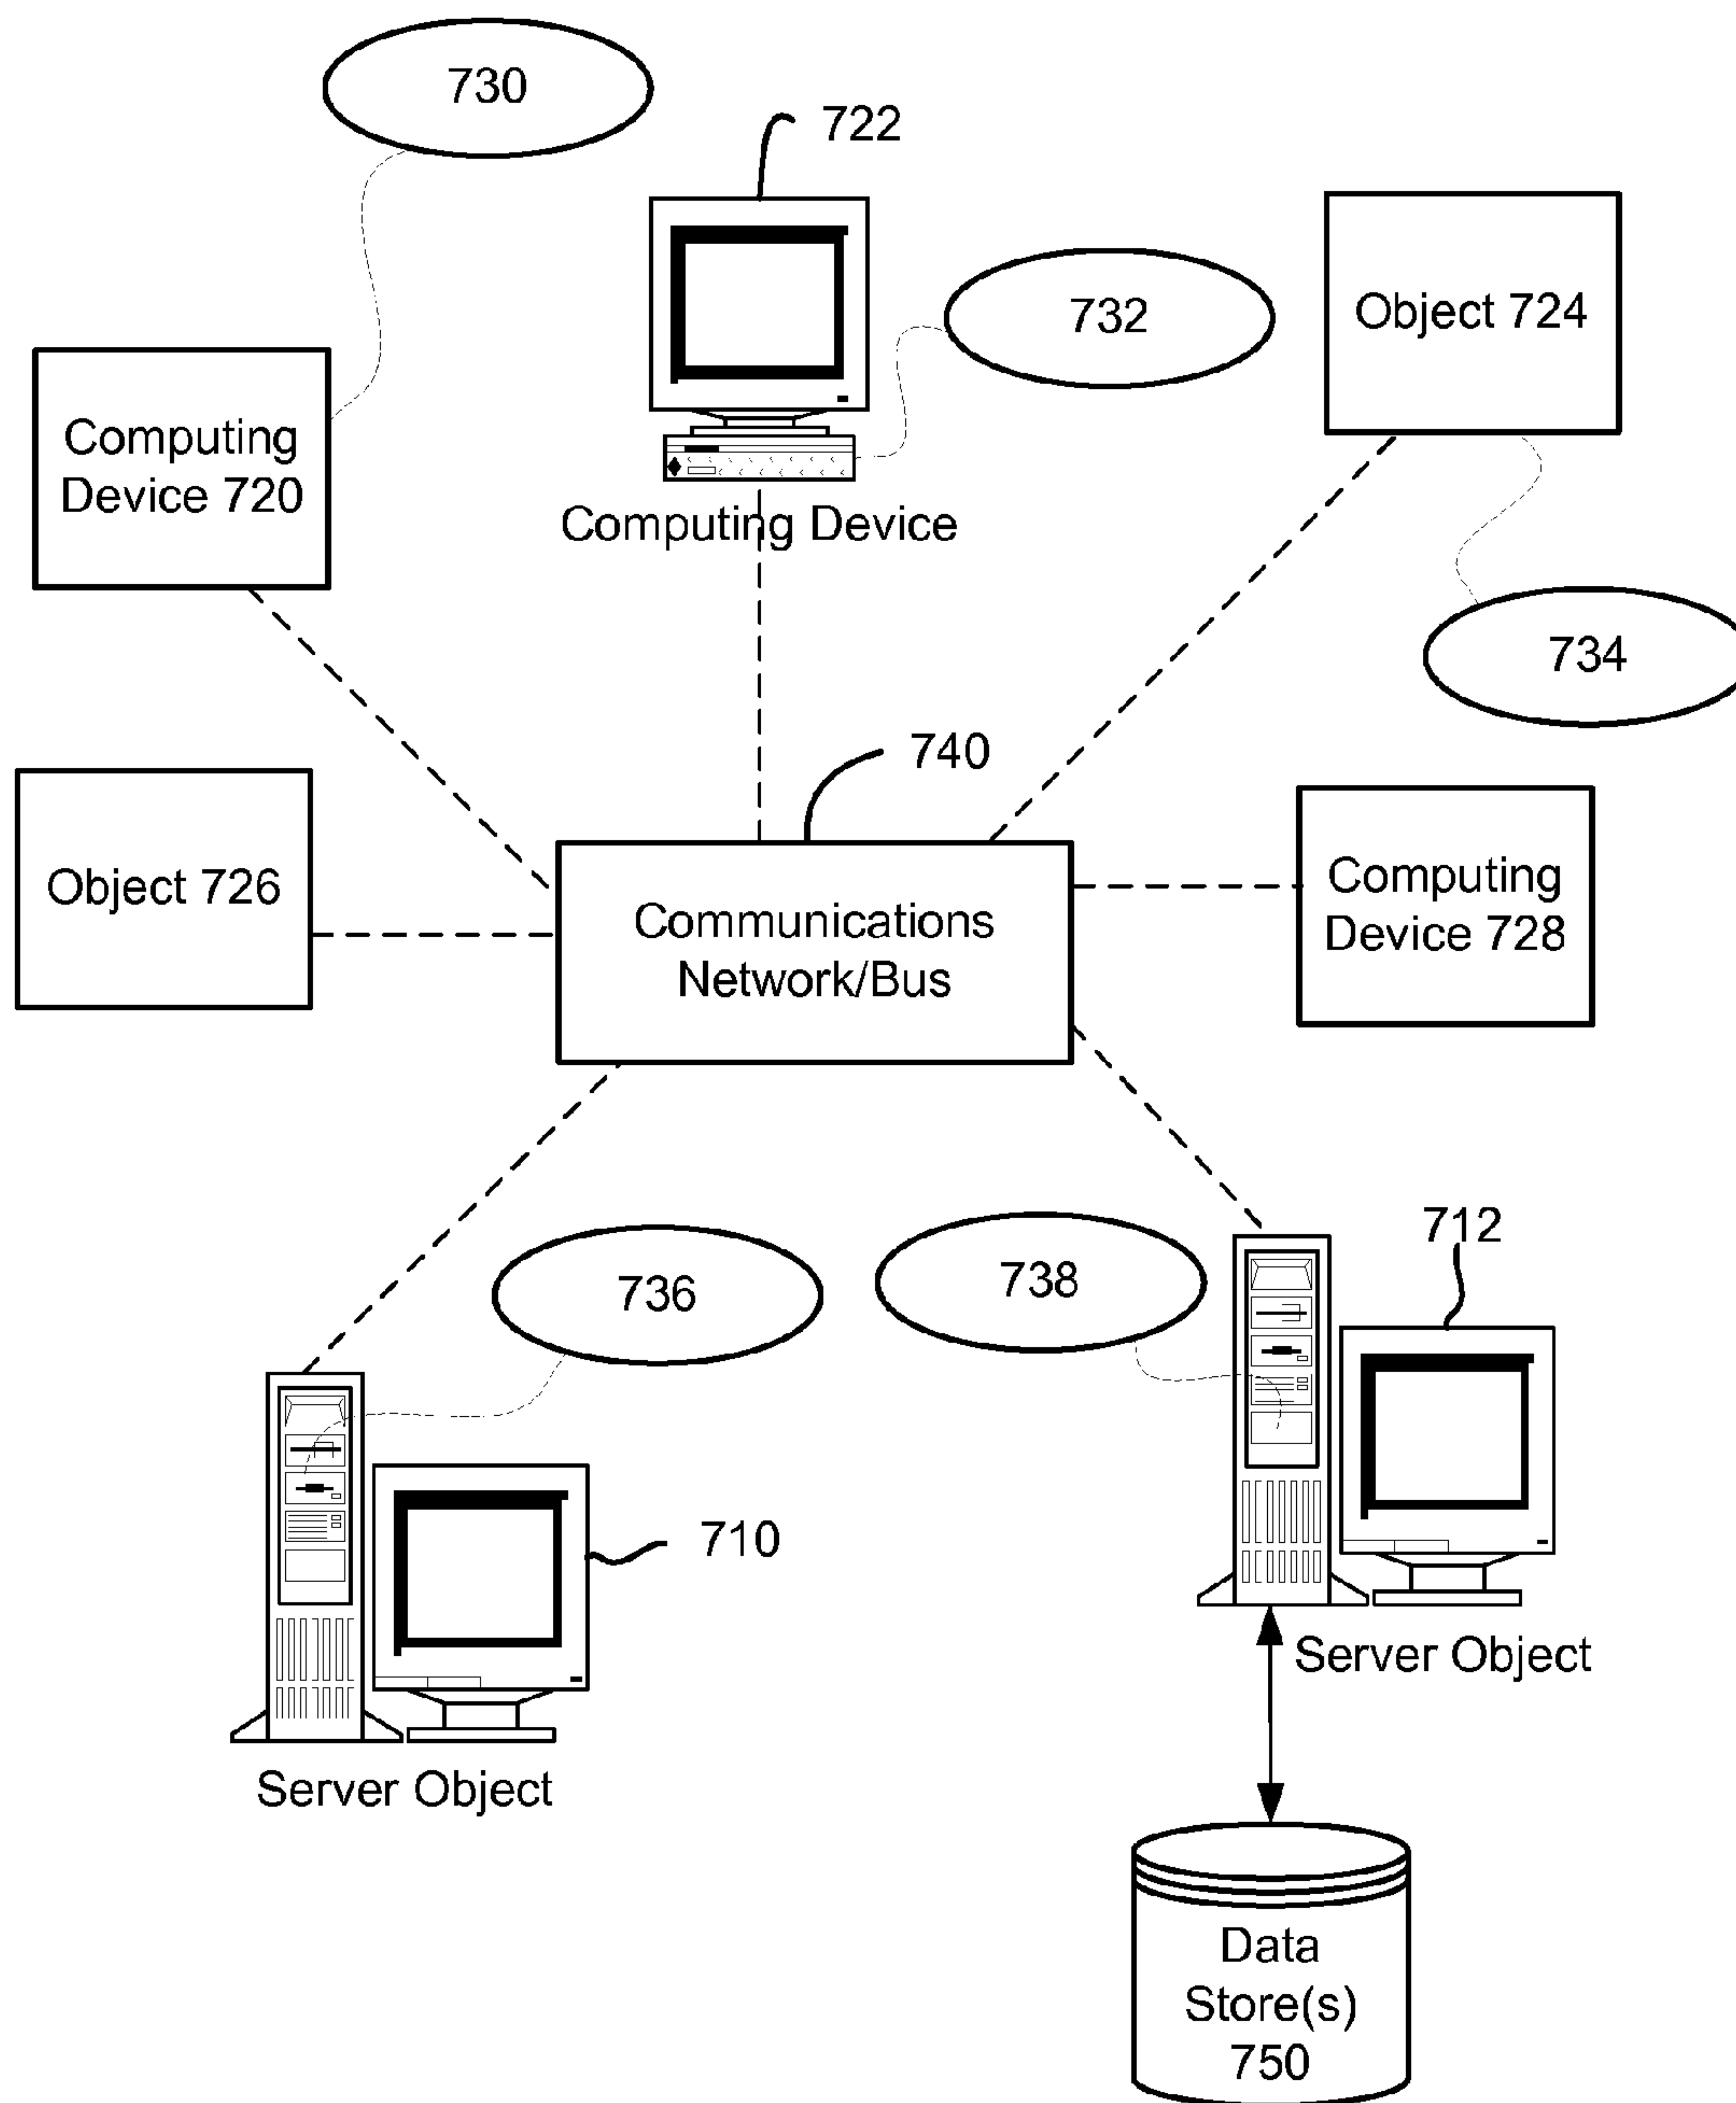 730
722
732
Object 724
Computing
Device 720
Computing Device
734
740
Object 726
Computing
Device 728
Communications
Network/Bus
736
738
712
710
Server Object
Server Object
Data
Store(s)
750